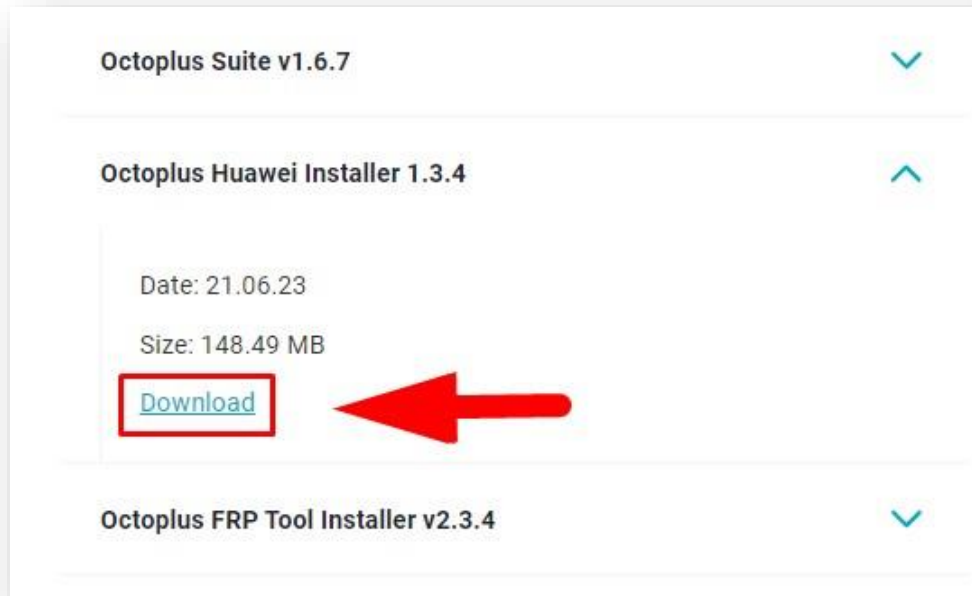 Octoplus Suite v1.6.7
Octoplus Huawei Installer 1.3.4
Date: 21.06.23
Size: 148.49 MB
Download
Octoplus FRP Tool Installer v2.3.4